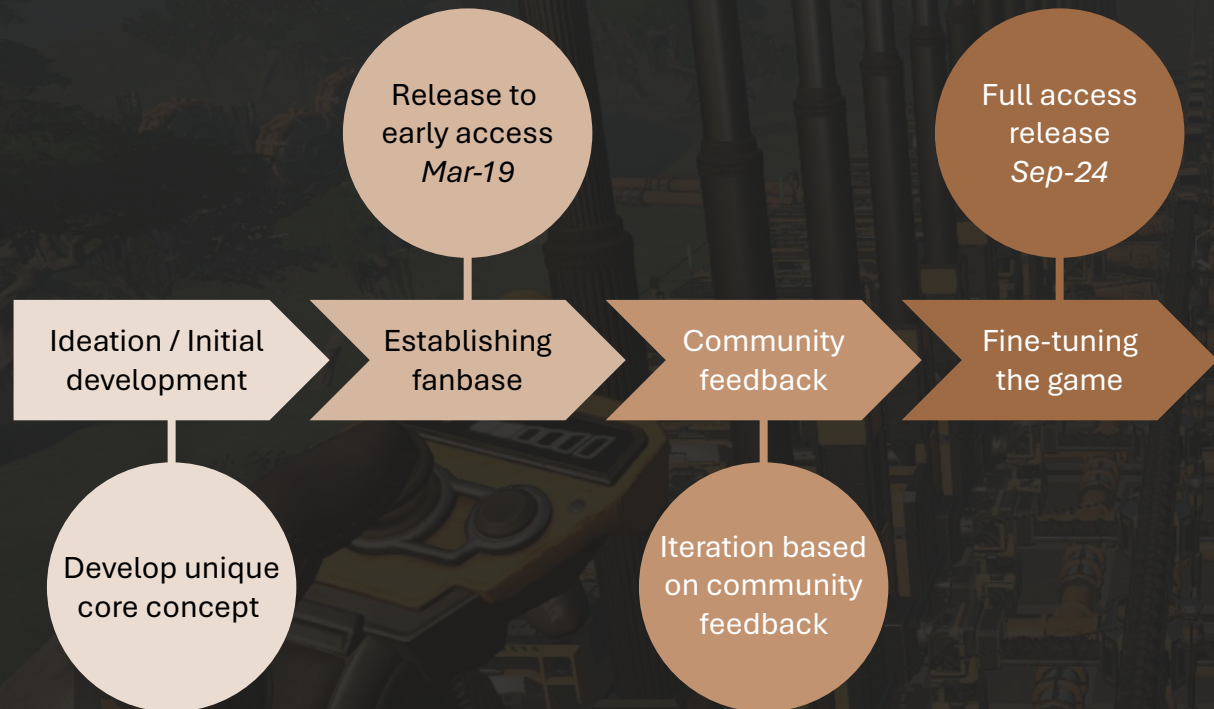 Release to
early access
Mar-19
Full access
release
Sep-24
Ideation / Initial
development
Establishing
fanbase
Community
feedback
Fine-tuning
the game
Develop unique
core concept
Iteration based
on community
feedback